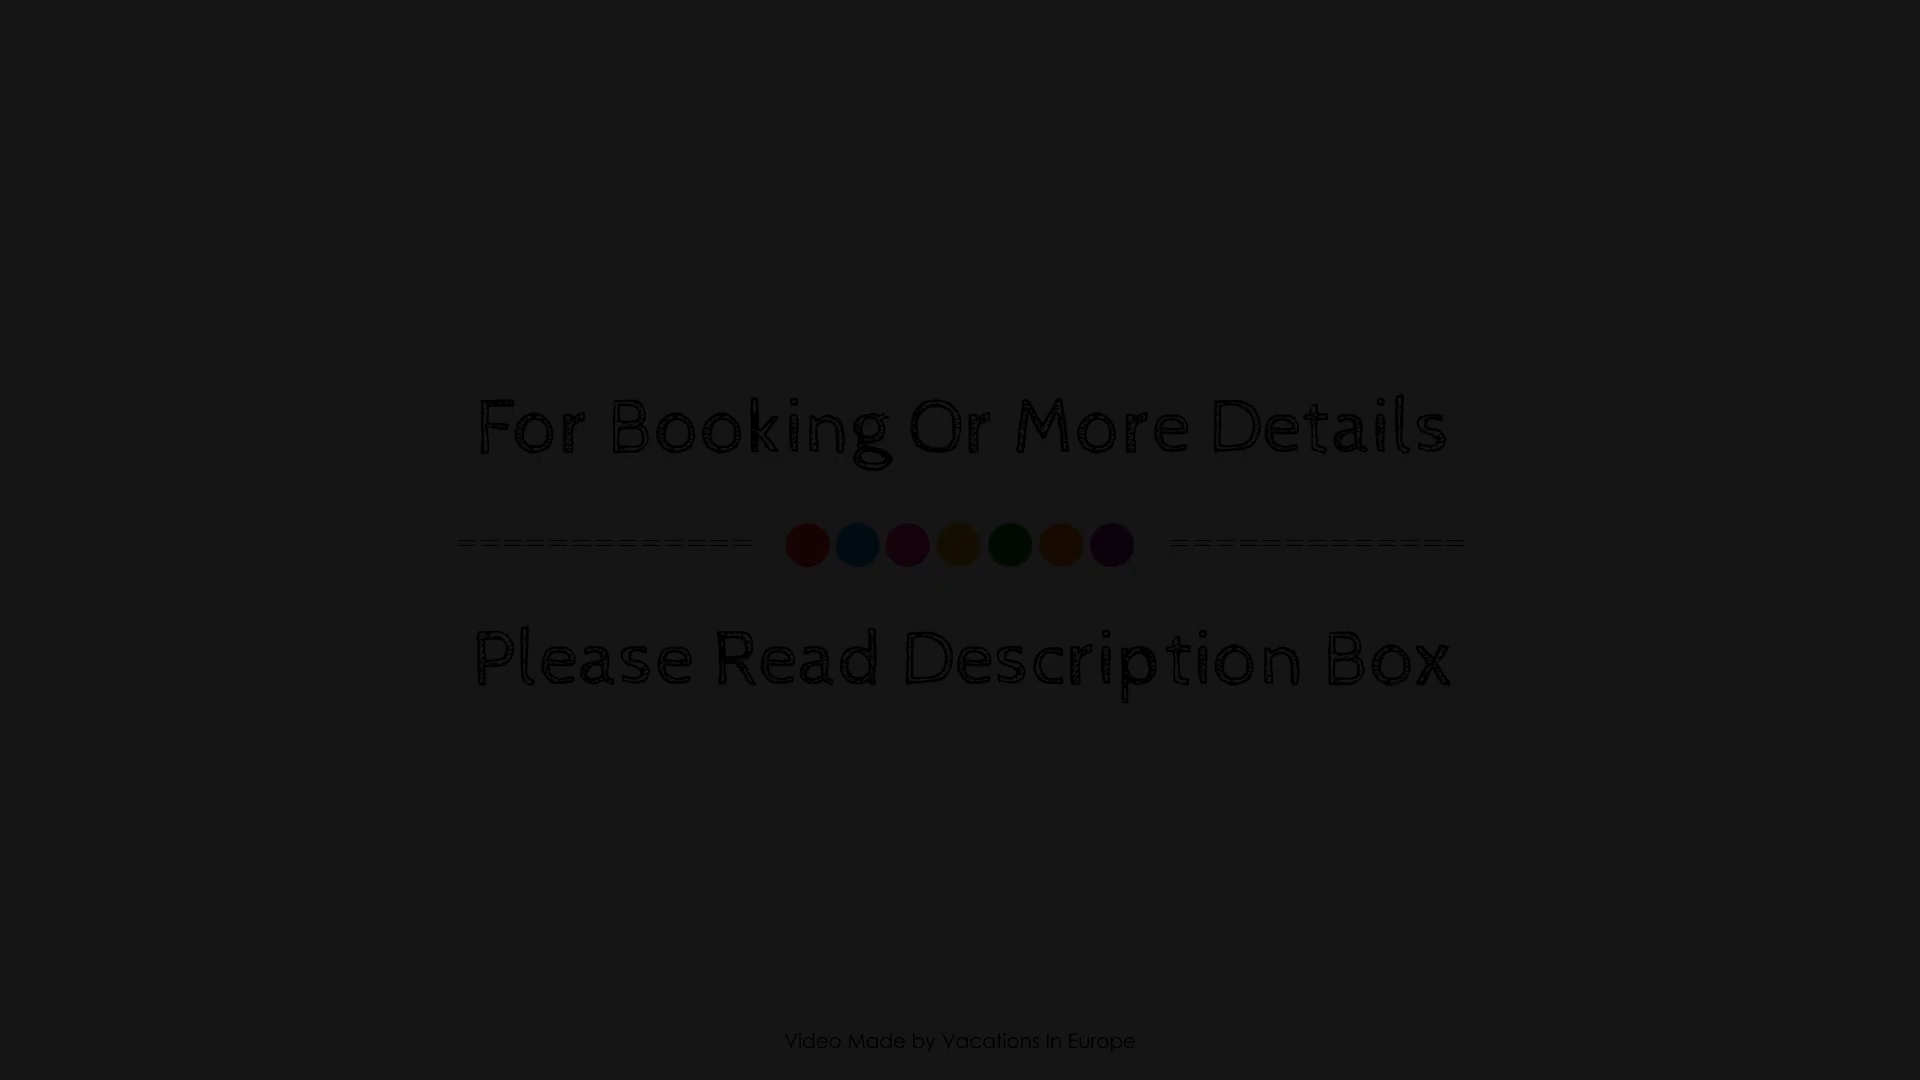 For Booking Or More Details
============= =============
Please Read Description Box
Video Made by Vacations In Europe